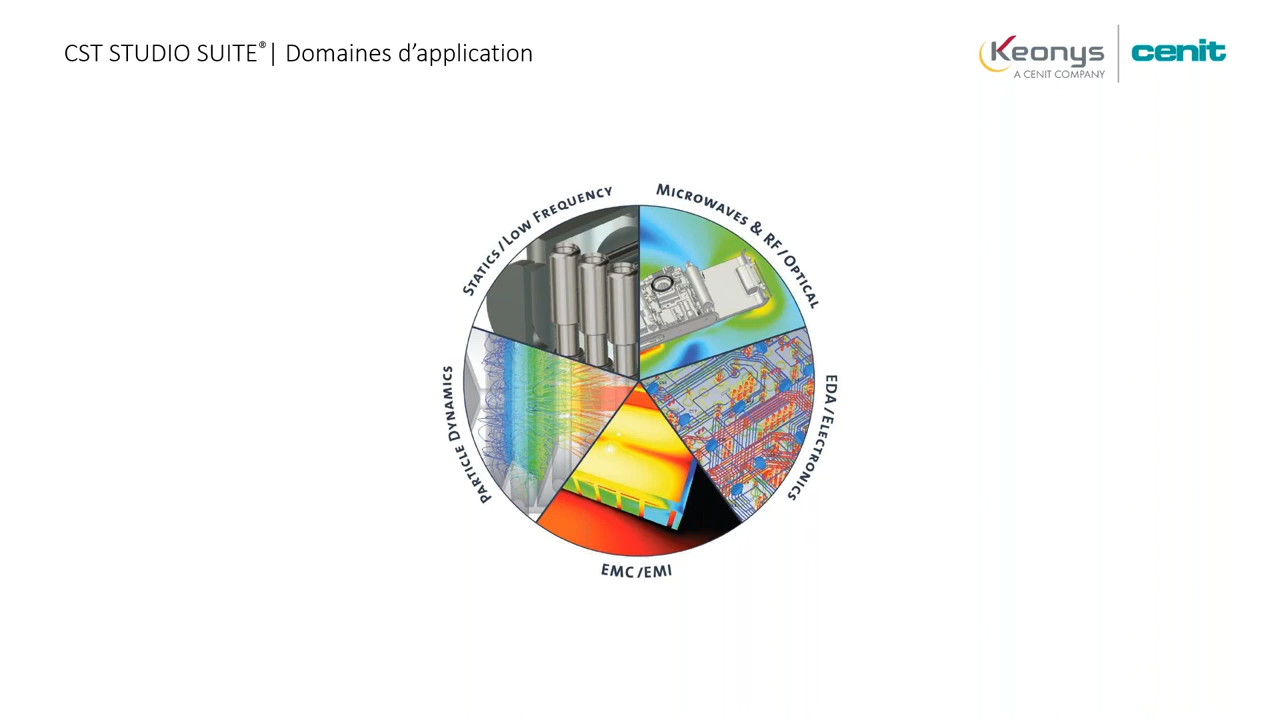 CST STUDIO SUITE®| Domaines d’application
Keonys
A CENIT COMPANY
cenit
STATICS/LOW FREQUENCY
MICROWAVES & RF/OPTICAL
PARTICLE DYNAMICS
EDA/ELECTRONICS
EMC/EMI